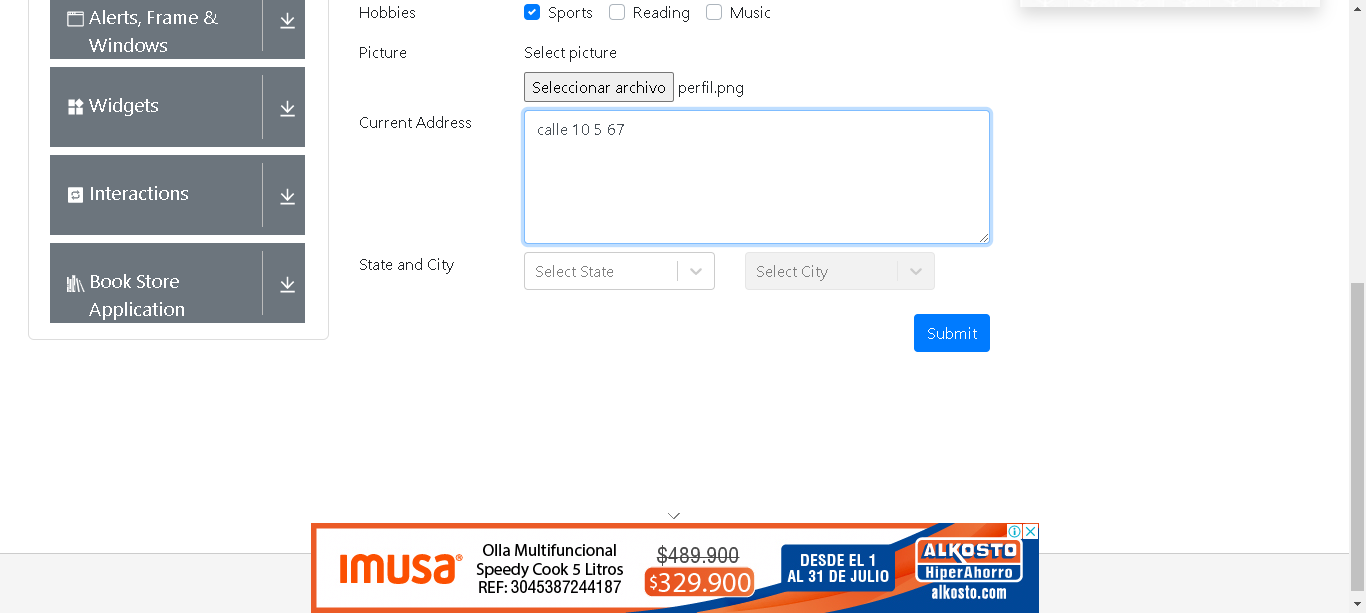 Alerts, Frame &
Windows
Widgets
Interactions
Book Store
Application
Hobbies
Sports Reading Music
Picture
Select picture
Seleccionar archivo perfil.png
Current Address
calle 10 5 67
State and City
Select State
Select City
Submit
IMUSA®
Olla Multifuncional
Speedy Cook 5 Litros
REF: 3045387244187
$489.900
$329.900
DESDE EL 1
AL 31 DE JULIO
ALKOSTO
HiperAhorro
alkosto.com